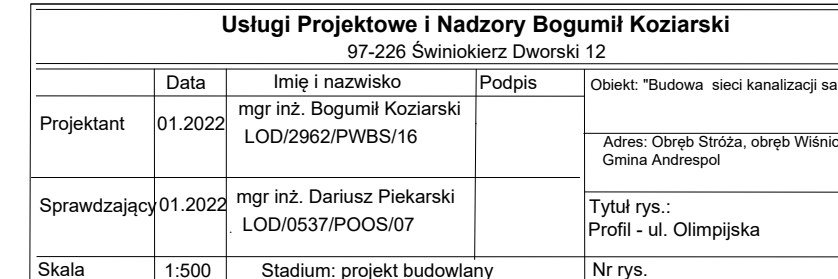 Usługi Projektowe i Nadzory Bogumił Koziarski
97-226 Świniokierz Dworski 12
Data Imię i nazwisko Podpis
Obiekt: "Budowa sieci kanalizacji
Projektant 01.2022 mgr inż. Bogumił Koziarski
LOD/2962/PWBS/16
Adres: Obręb Stróża, obręb
Gmina Andrespol
Sprawdzający 01.2022 mgr inż. Dariusz Piekarski
LOD/0537/POOS/07
Tytuł rys.:
Profil - ul. Olimpijska
Skala 1:500 Stadium: projekt budowlany
Nr rys.